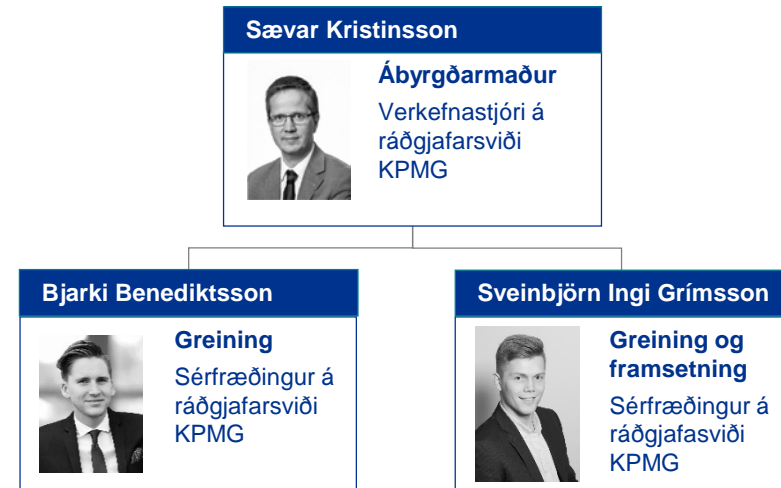 Sævar Kristinsson
Ábyrgðarmaður
Verkefnastjóri á
ráðgjafarsviði
KPMG
Bjarki Benediktsson
Greining
Sérfræðingur á
ráðgjafarsviði
KPMG
Sveinbjörn Ingi Grímsson
Greining og
framsetning
Sérfræðingur á
ráðgjafasviði
KPMG